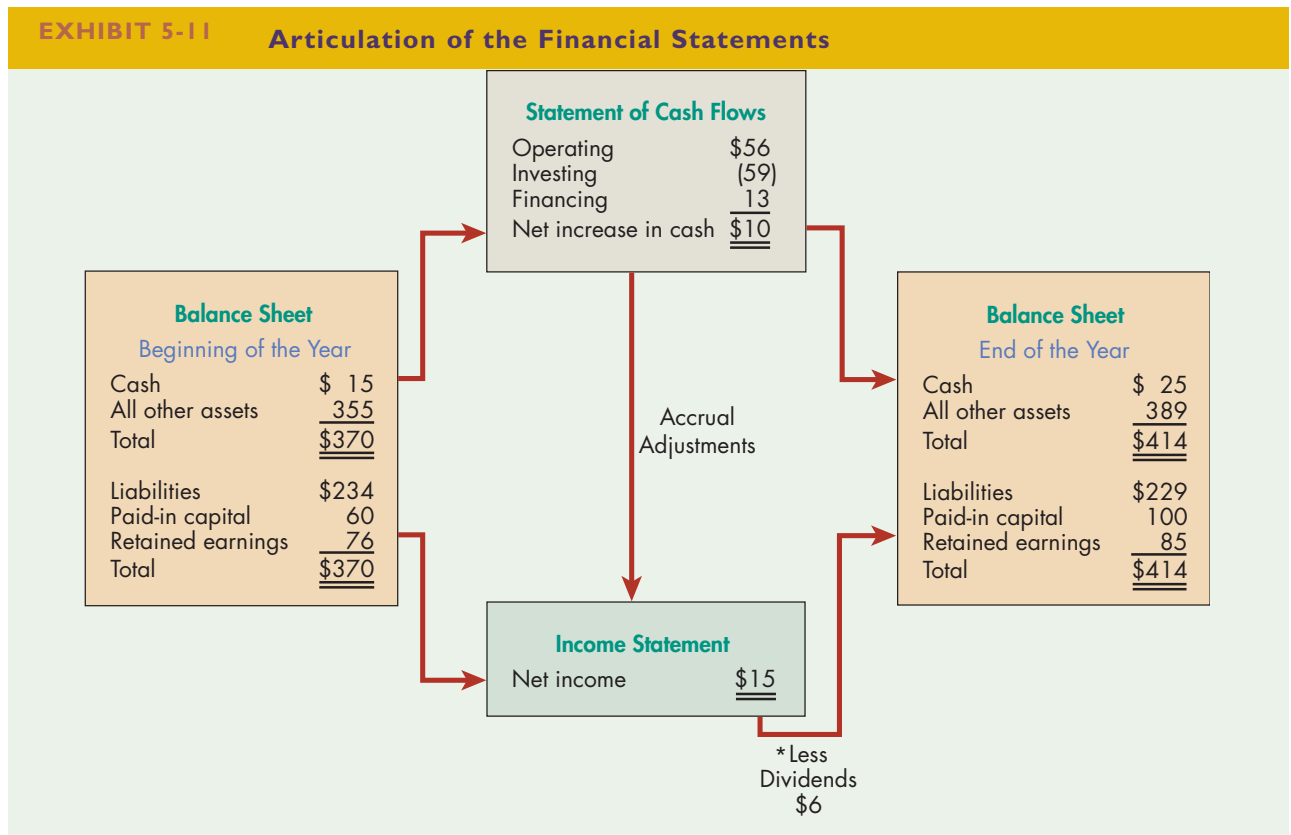 EXHIBIT 5-11 Articulation of the Financial Statements
Statement of Cash Flows
Operating $56
Investing (59)
Financing 13
Net increase in cash $10
Balance Sheet
Beginning of the Year
Cash $ 15
All other assets 355
Total $370
Liabilities $234
Paid-in capital 60
Retained earnings 76
Total $370
Accrual
Adjustments
Balance Sheet
End of the Year
Cash $ 25
All other assets 389
Total $414
Liabilities $229
Paid-in capital 100
Retained earnings 85
Total $414
Income Statement
Net income $15
*Less
Dividends
$6